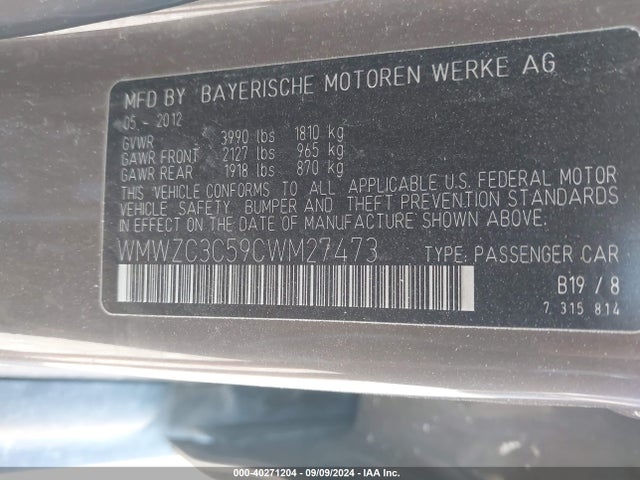 MFD BY BAYERISCHE MOTOREN WERKE AG
05 - 2012
GVWR 3990 lbs 1810 kg
GAWR FRONT 2127 lbs 965 kg
GAWR REAR 1918 lbs 870 kg
THIS VEHICLE CONFORMS TO ALL APPLICABLE U.S. FEDERAL MOTOR
VEHICLE SAFETY, BUMPER AND THEFT PREVENTION STANDARDS
IN EFFECT ON THE DATE OF MANUFACTURE SHOWN ABOVE.
WMWZC3C59CWM27473 TYPE: PASSENGER CAR
B19 / 8
7 315 814
000-40271204 - 09/09/2024 - IAA Inc.